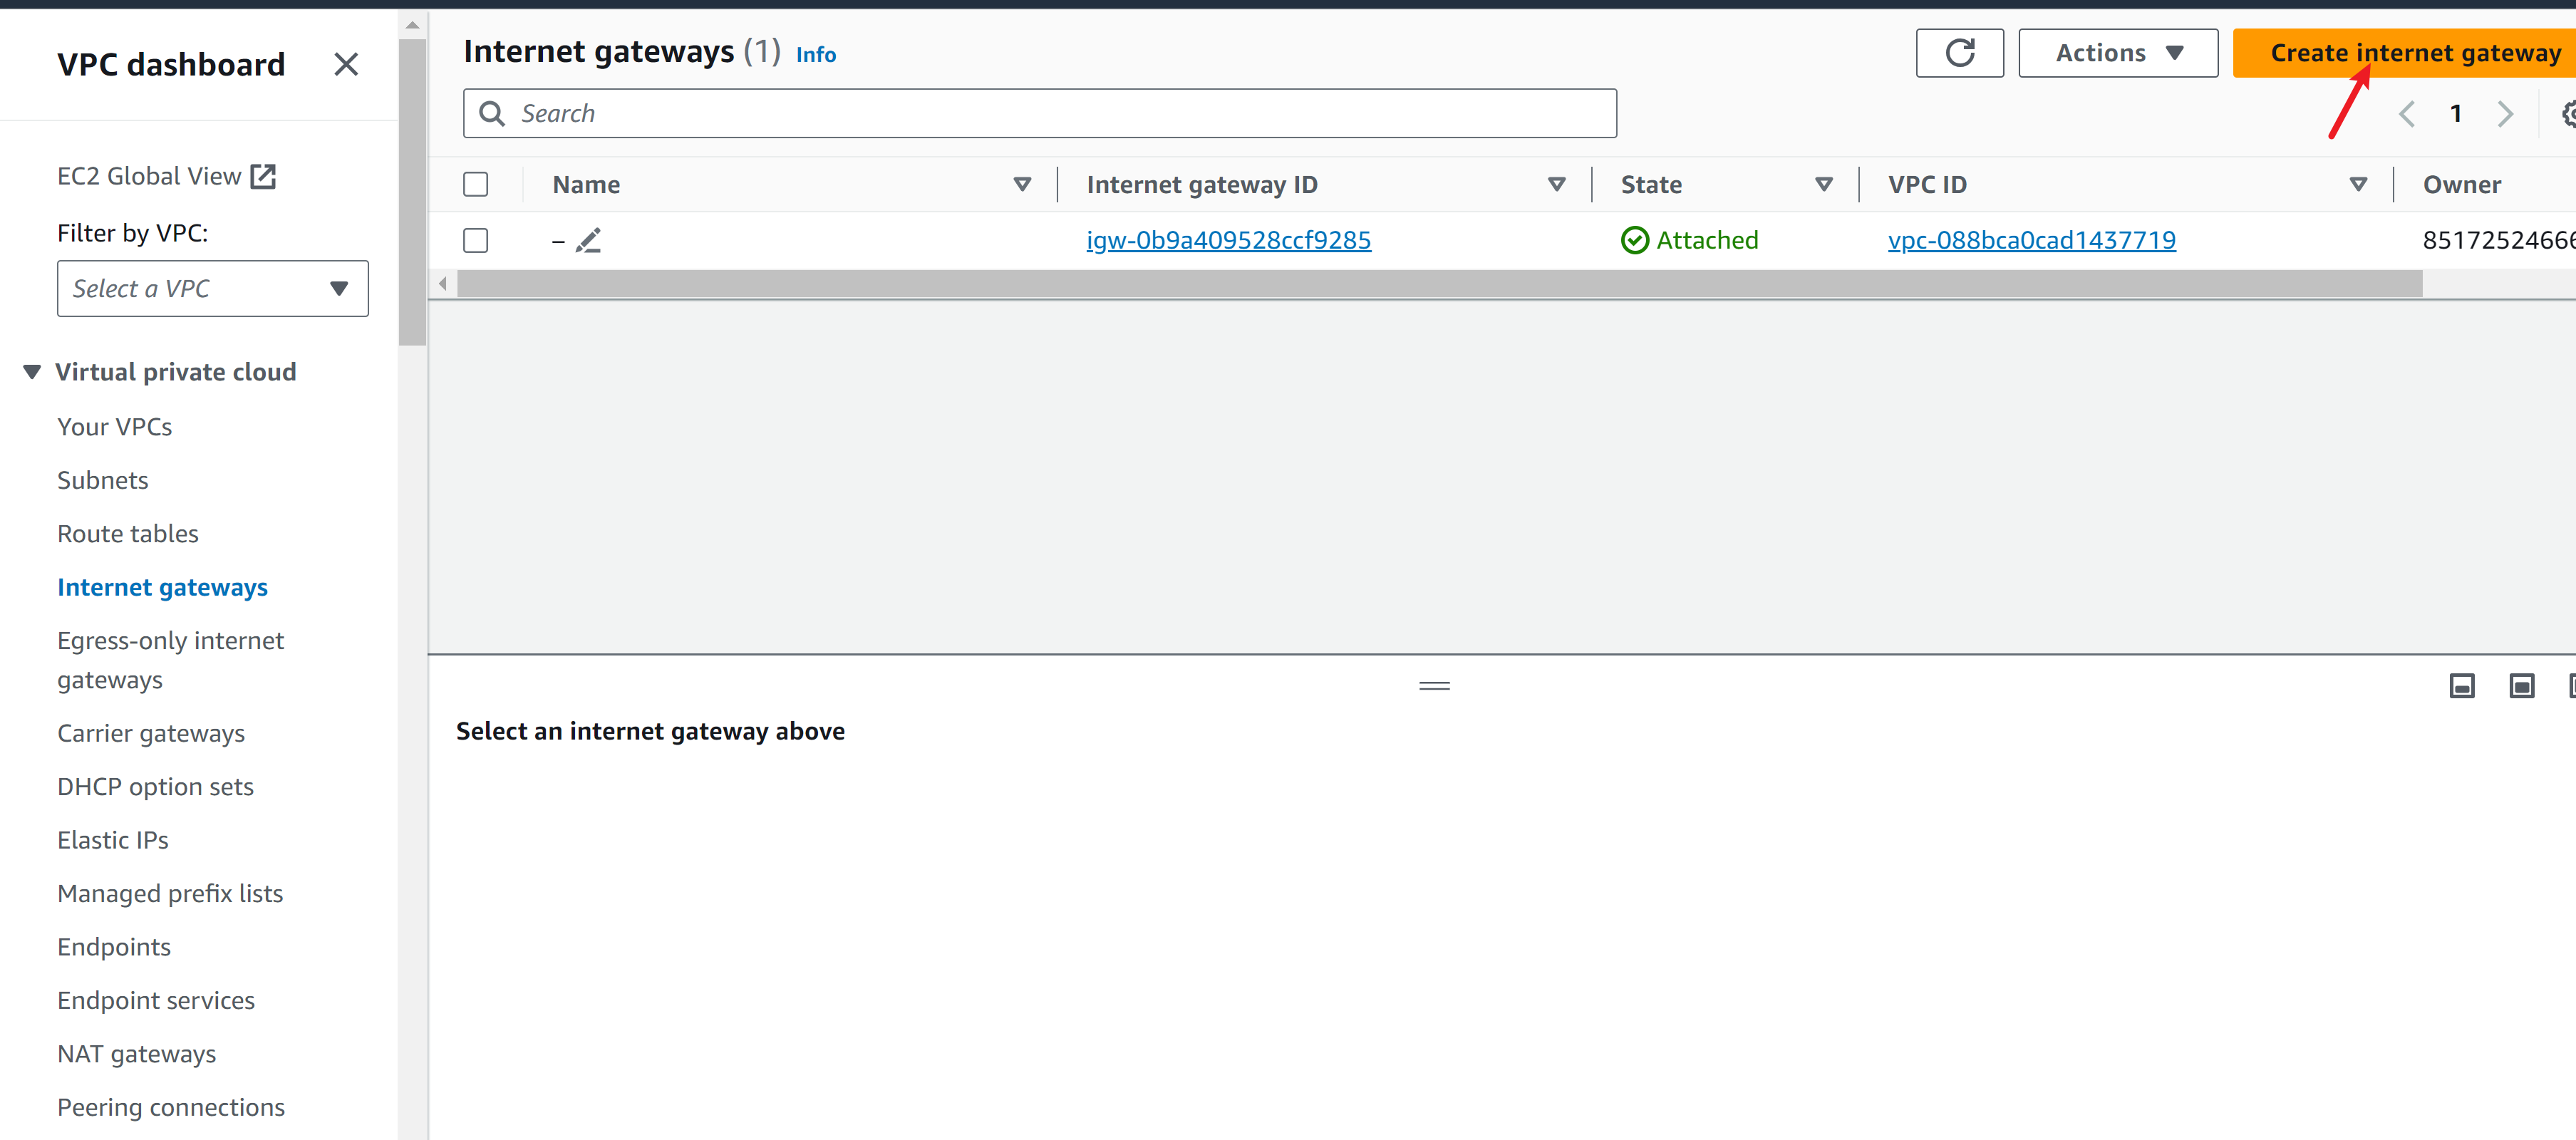 VPC dashboard
EC2 Global View
Filter by VPC:
Select a VPC
Virtual private cloud
Your VPCs
Subnets
Route tables
Internet gateways
Egress-only internet
gateways
Carrier gateways
DHCP option sets
Elastic IPs
Managed prefix lists
Endpoints
Endpoint services
NAT gateways
Peering connections
Internet gateways (1) Info
Actions
Create internet gateway
Search
1
Name Internet gateway ID State VPC ID Owner
– igw-0b9a409528ccf9285 Attached vpc-088bca0cad1437719
Select an internet gateway above